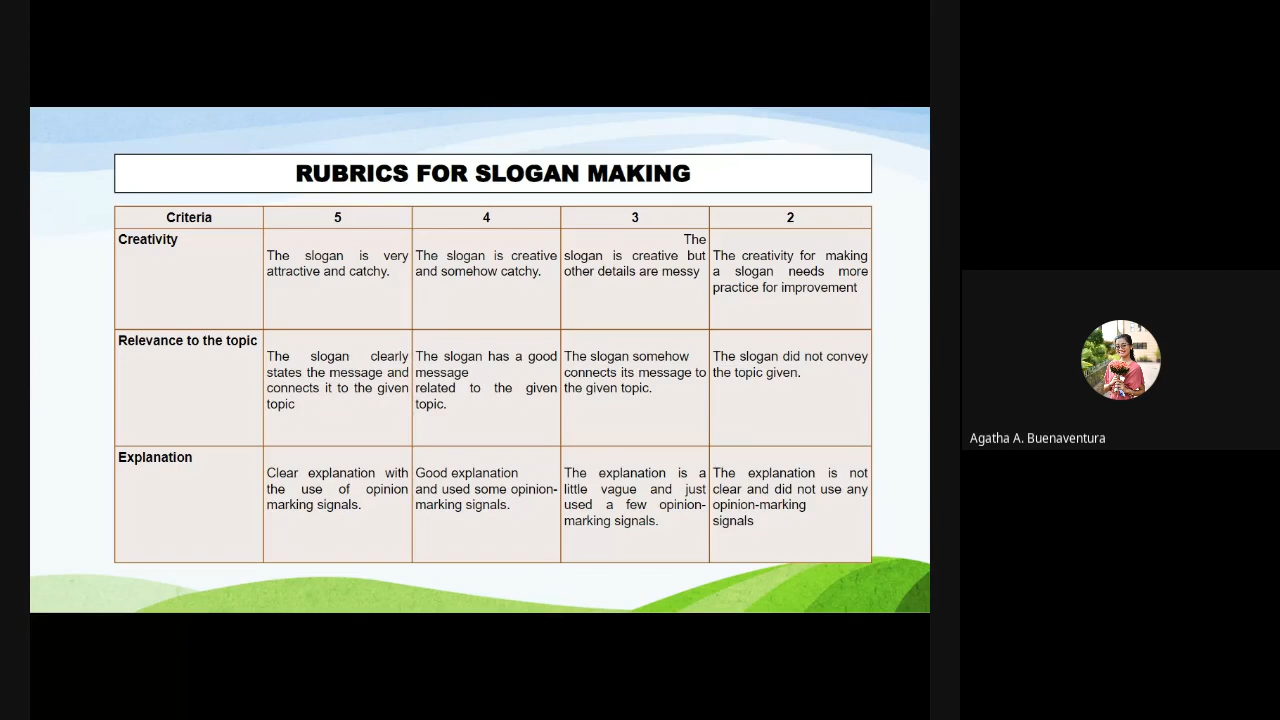 RUBRICS FOR SLOGAN MAKING
Criteria
5
4
3
2
Creativity
The slogan is very
attractive and catchy.
The slogan is creative
and somehow catchy.
The
slogan is creative but
other details are messy
The creativity for making
a slogan needs more
practice for improvement
Relevance to the topic
The slogan clearly
states the message and
connects it to the given
topic
The slogan has a good
message
related to the given
topic.
The slogan somehow
connects its message to
the given topic.
The slogan did not convey
the topic given.
Explanation
Clear explanation with
the use of opinion
marking signals.
Good explanation
and used some opinion-
marking signals.
The explanation is a
little vague and just
used a few opinion-
marking signals.
The explanation is not
clear and did not use any
opinion-marking
signals
Agatha A. Buenaventura